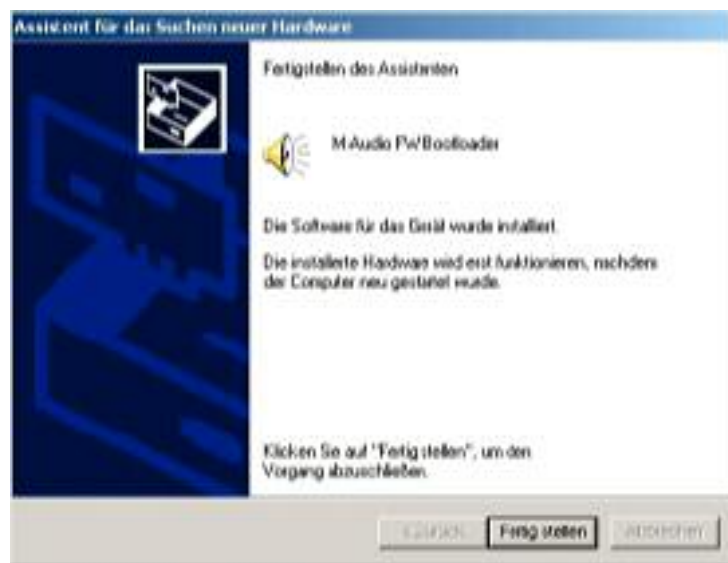 Assistent für das Suchen neuer Hardware
Fertigstellen des Assistenten
M-Audio FW Bootloader
Die Software für das Gerät wurde installiert.
Die installierte Hardware wird erst funktionieren, nachdem
der Computer neu gestartet wurde.
Klicken Sie auf "Fertig stellen", um den
Vorgang abzuschließen.
< Zurück
Fertig stellen
Abbrechen